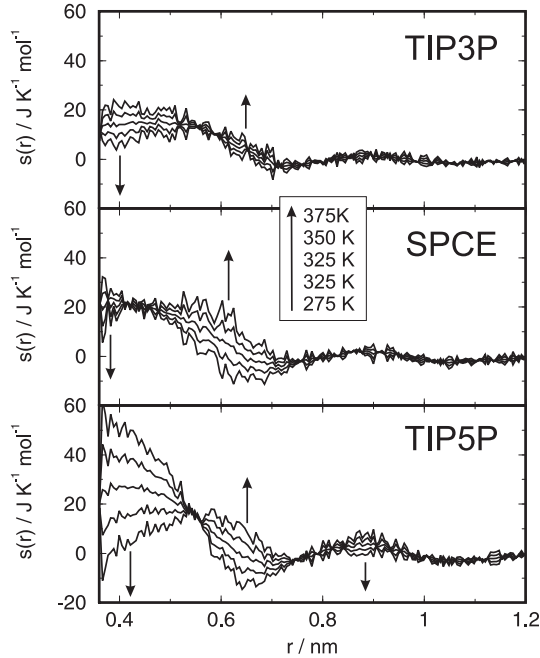 60
40
20
0
s(r) / J K⁻¹ mol⁻¹
TIP3P
60
40
20
0
s(r) / J K⁻¹ mol⁻¹
375K
350 K
325 K
325 K
275 K
SPCE
60
40
20
0
-20
s(r) / J K⁻¹ mol⁻¹
TIP5P
0.4 0.6 0.8 1 1.2
r / nm